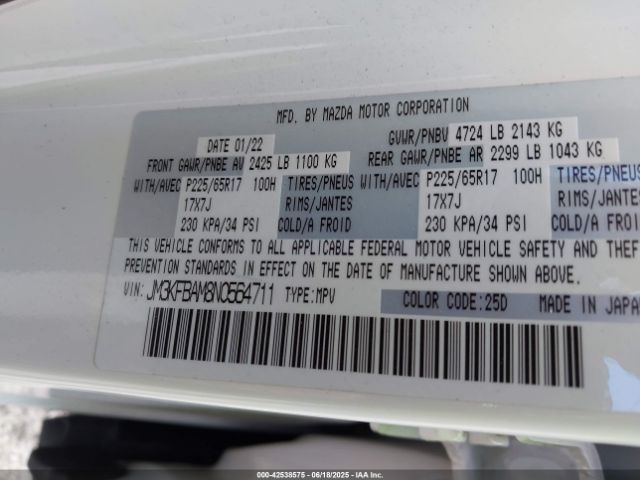 MFD. BY MAZDA MOTOR CORPORATION
DATE 01/22 GVWR/PNBV 4724 LB 2143 KG
FRONT GAWR/PNBE AV 2425 LB 1100 KG REAR GAWR/PNBE AR 2299 LB 1043 KG
WITH/AVEC P225/65R17 100H TIRES/PNEUS WITH/AVEC P225/65R17 100H TIRES/PNEUS
17X7J RIMS/JANTES 17X7J RIMS/JANTES
230 KPA/34 PSI COLD/A FROID 230 KPA/34 PSI COLD/A FROID
THIS VEHICLE CONFORMS TO ALL APPLICABLE FEDERAL MOTOR VEHICLE SAFETY AND THEF
PREVENTION STANDARDS IN EFFECT ON THE DATE OF MANUFACTURE SHOWN ABOVE.
VIN: JM3KFBAM8N0564711 TYPE:MPV COLOR CODE:25D MADE IN JAPAN
42538575 - 06/18/2025 - IAA Inc.